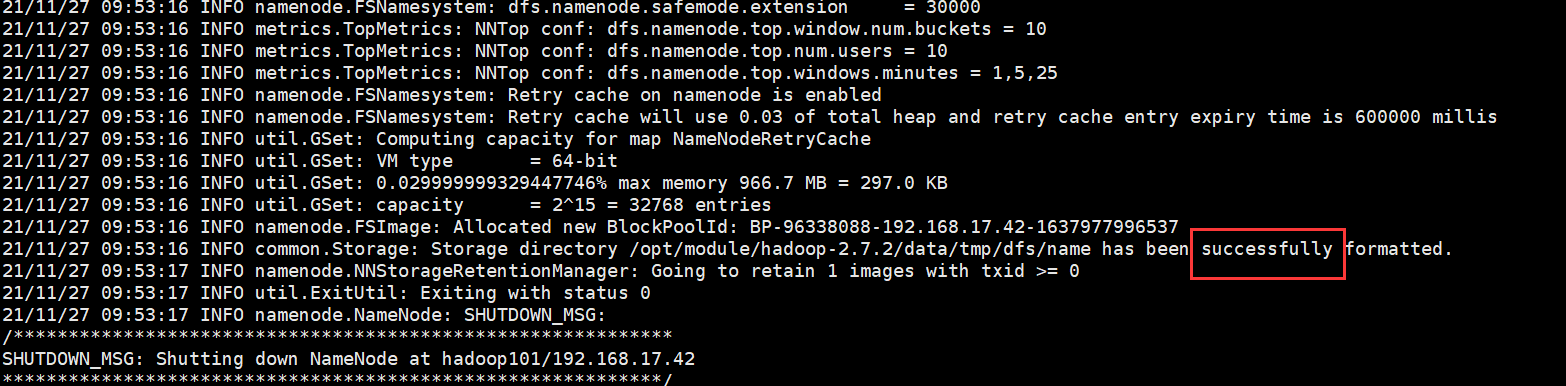 21/11/27 09:53:16 INFO namenode.FSNamesystem: dfs.namenode.safemode.extension     = 30000
21/11/27 09:53:16 INFO metrics.TopMetrics: NNTop conf: dfs.namenode.top.window.num.buckets = 10
21/11/27 09:53:16 INFO metrics.TopMetrics: NNTop conf: dfs.namenode.top.num.users = 10
21/11/27 09:53:16 INFO metrics.TopMetrics: NNTop conf: dfs.namenode.top.windows.minutes = 1,5,25
21/11/27 09:53:16 INFO namenode.FSNamesystem: Retry cache on namenode is enabled
21/11/27 09:53:16 INFO namenode.FSNamesystem: Retry cache will use 0.03 of total heap and retry cache entry expiry time is 600000 millis
21/11/27 09:53:16 INFO util.GSet: Computing capacity for map NameNodeRetryCache
21/11/27 09:53:16 INFO util.GSet: VM type       = 64-bit
21/11/27 09:53:16 INFO util.GSet: 0.029999999329447746% max memory 966.7 MB = 297.0 KB
21/11/27 09:53:16 INFO util.GSet: capacity      = 2^15 = 32768 entries
21/11/27 09:53:16 INFO namenode.FSImage: Allocated new BlockPoolId: BP-96338088-192.168.17.42-1637977996537
21/11/27 09:53:16 INFO common.Storage: Storage directory /opt/module/hadoop-2.7.2/data/tmp/dfs/name has been successfully formatted.
21/11/27 09:53:17 INFO namenode.NNStorageRetentionManager: Going to retain 1 images with txid >= 0
21/11/27 09:53:17 INFO util.ExitUtil: Exiting with status 0
21/11/27 09:53:17 INFO namenode.NameNode: SHUTDOWN_MSG:
/************************************************************
SHUTDOWN_MSG: Shutting down NameNode at hadoop101/192.168.17.42
************************************************************/